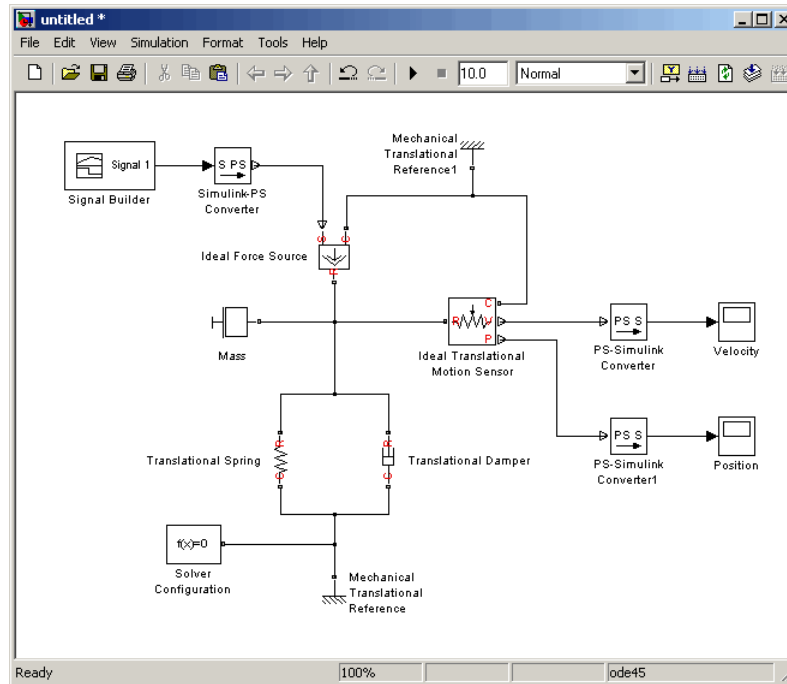 untitled *
File Edit View Simulation Format Tools Help
10.0 Normal
Mechanical
Translational
Reference1
Signal 1
Signal Builder
S PS
Simulink-PS
Converter
S C
Ideal Force Source
R
Mass
R C V P
Ideal Translational
Motion Sensor
PS S
PS-Simulink
Converter
Velocity
R
C
Translational Spring
R
C
Translational Damper
PS S
PS-Simulink
Converter1
Position
f(x)=0
Solver
Configuration
Mechanical
Translational
Reference
Ready 100% ode45